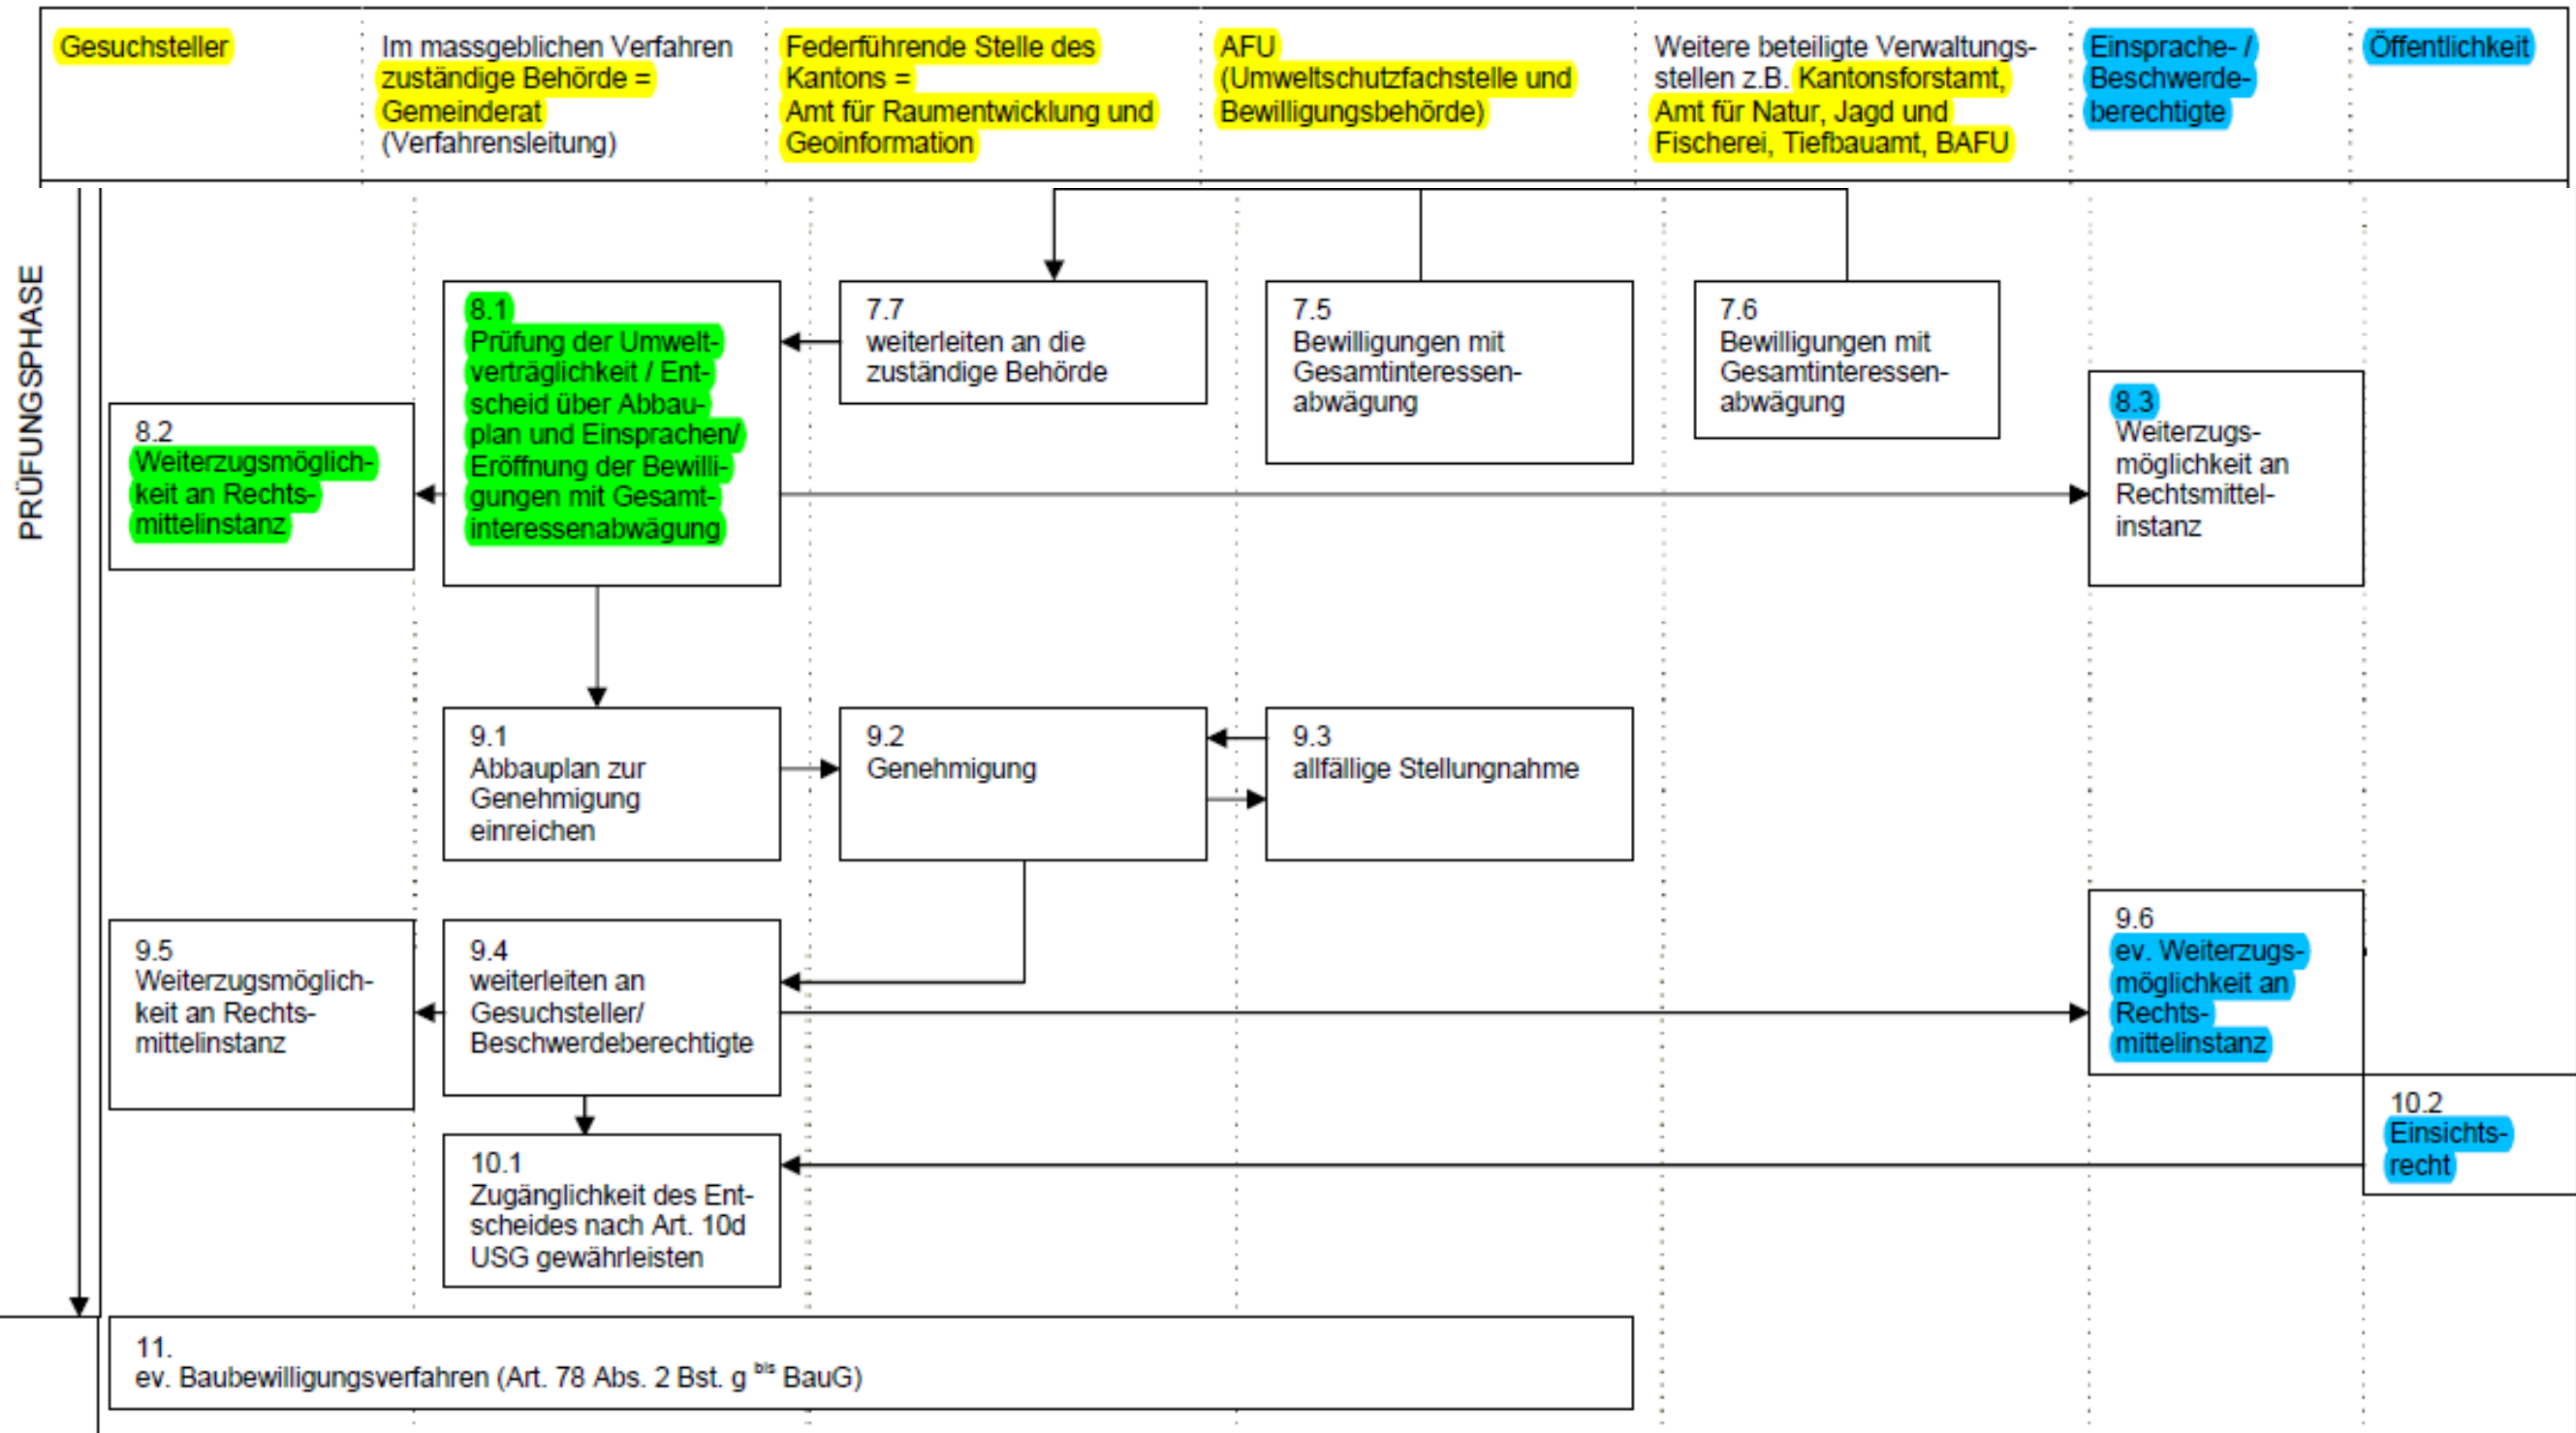 Gesuchsteller
Im massgeblichen Verfahren
zuständige Behörde =
Gemeinderat
(Verfahrensleitung)
Federführende Stelle des
Kantons =
Amt für Raumentwicklung und
Geoinformation
AFU
(Umweltschutzfachstelle und
Bewilligungsbehörde)
Weitere beteiligte Verwaltungs-
stellen z.B. Kantonsforstamt,
Amt für Natur, Jagd und
Fischerei, Tiefbauamt, BAFU
Einsprache- /
Beschwerde-
berechtigte
Öffentlichkeit
PRÜFUNGSPHASE
8.1
Prüfung der Umwelt-
verträglichkeit / Ent-
scheid über Abbau-
plan und Einsprachen/
Eröffnung der Bewilli-
gungen mit Gesamt-
interessenabwägung
7.7
weiterleiten an die
zuständige Behörde
7.5
Bewilligungen mit
Gesamtinteressen-
abwägung
7.6
Bewilligungen mit
Gesamtinteressen-
abwägung
8.2
Weiterzugsmöglich-
keit an Rechts-
mittelinstanz
8.3
Weiterzugs-
möglichkeit an
Rechtsmittel-
instanz
9.1
Abbauplan zur
Genehmigung
einreichen
9.2
Genehmigung
9.3
allfällige Stellungnahme
9.5
Weiterzugsmöglich-
keit an Rechts-
mittelinstanz
9.4
weiterleiten an
Gesuchsteller/
Beschwerdeberechtigte
9.6
ev. Weiterzugs-
möglichkeit an
Rechts-
mittelinstanz
10.1
Zugänglichkeit des Ent-
scheides nach Art. 10d
USG gewährleisten
10.2
Einsichts-
recht
11.
ev. Baubewilligungsverfahren (Art. 78 Abs. 2 Bst. g bis BauG)